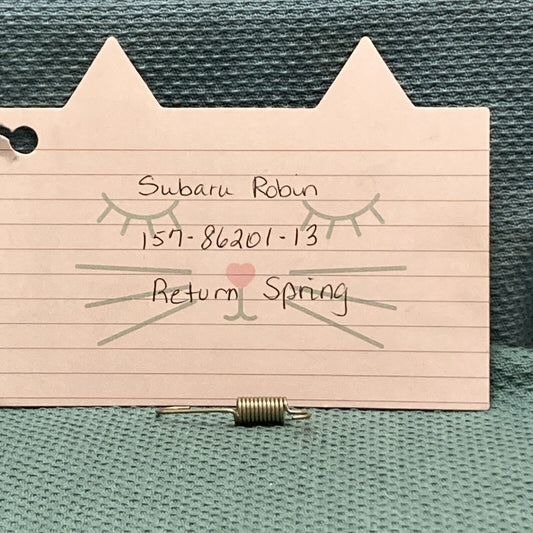 Subaru Robin
157-86201-13
Return Spring